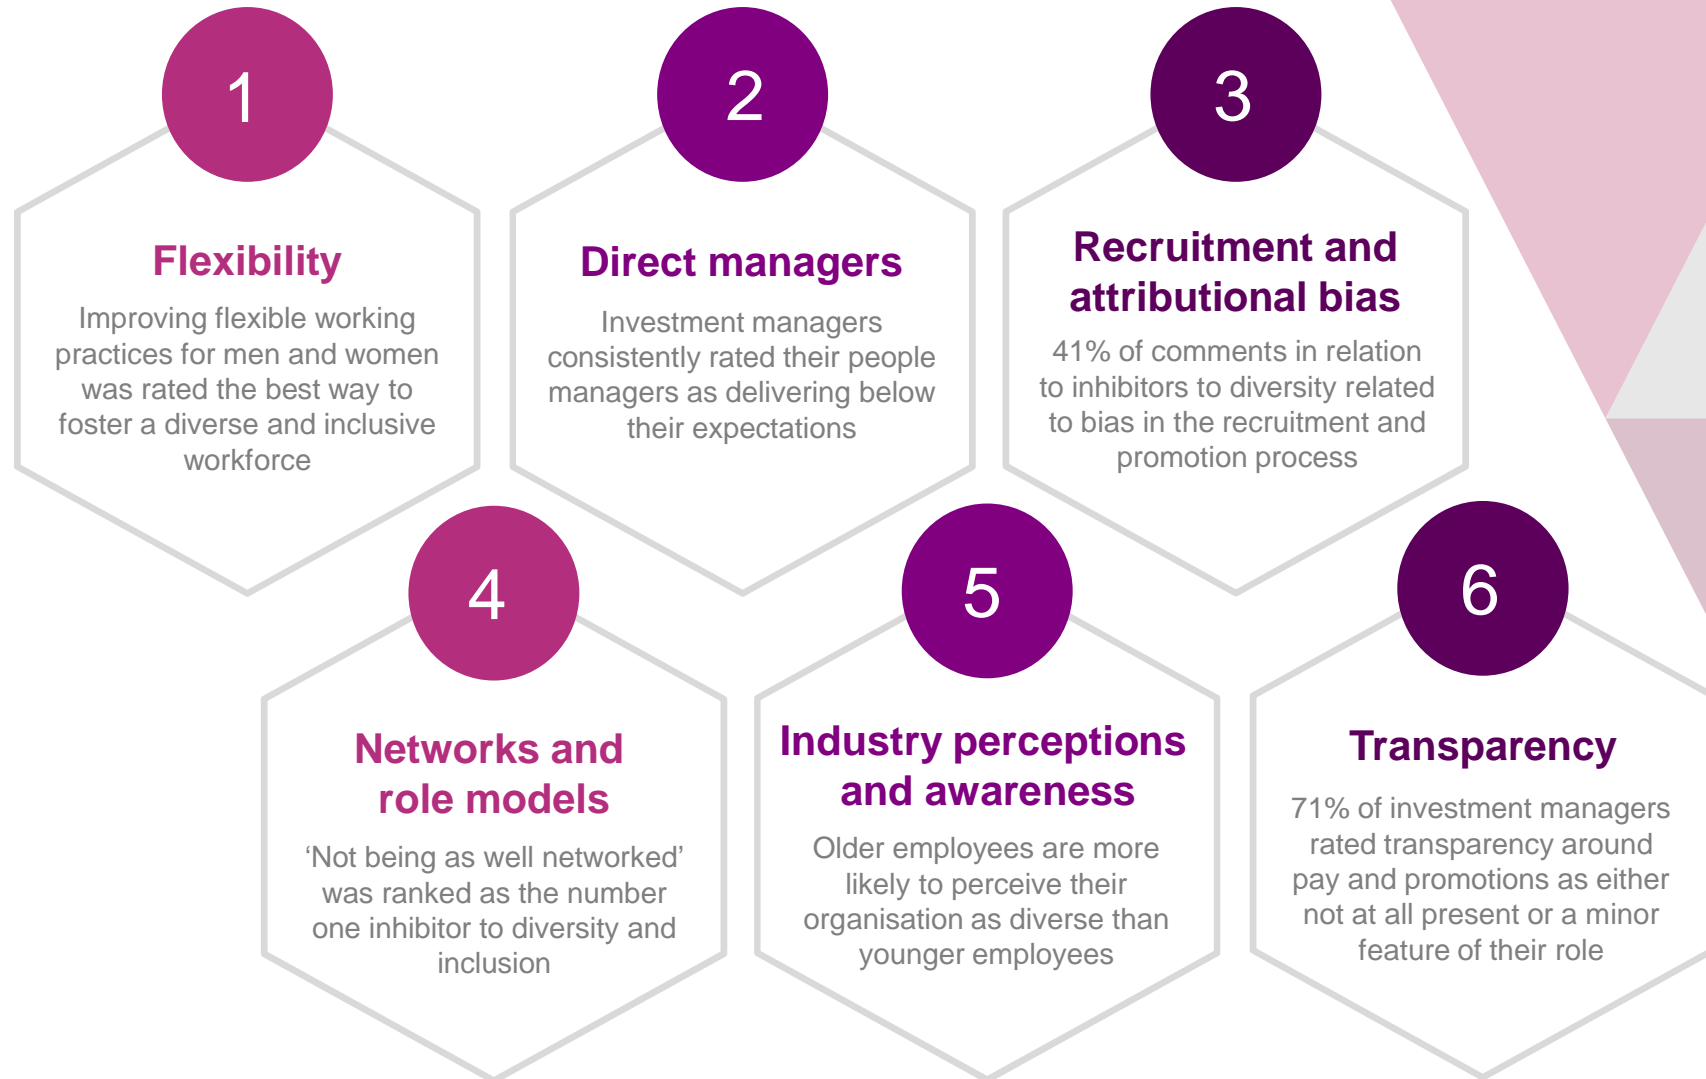 1
Flexibility
Improving flexible working
practices for men and women
was rated the best way to
foster a diverse and inclusive
workforce
2
Direct managers
Investment managers
consistently rated their people
managers as delivering below
their expectations
3
Recruitment and
attributional bias
41% of comments in relation
to inhibitors to diversity related
to bias in the recruitment and
promotion process
4
Networks and
role models
‘Not being as well networked’
was ranked as the number
one inhibitor to diversity and
inclusion
5
Industry perceptions
and awareness
Older employees are more
likely to perceive their
organisation as diverse than
younger employees
6
Transparency
71% of investment managers
rated transparency around
pay and promotions as either
not at all present or a minor
feature of their role